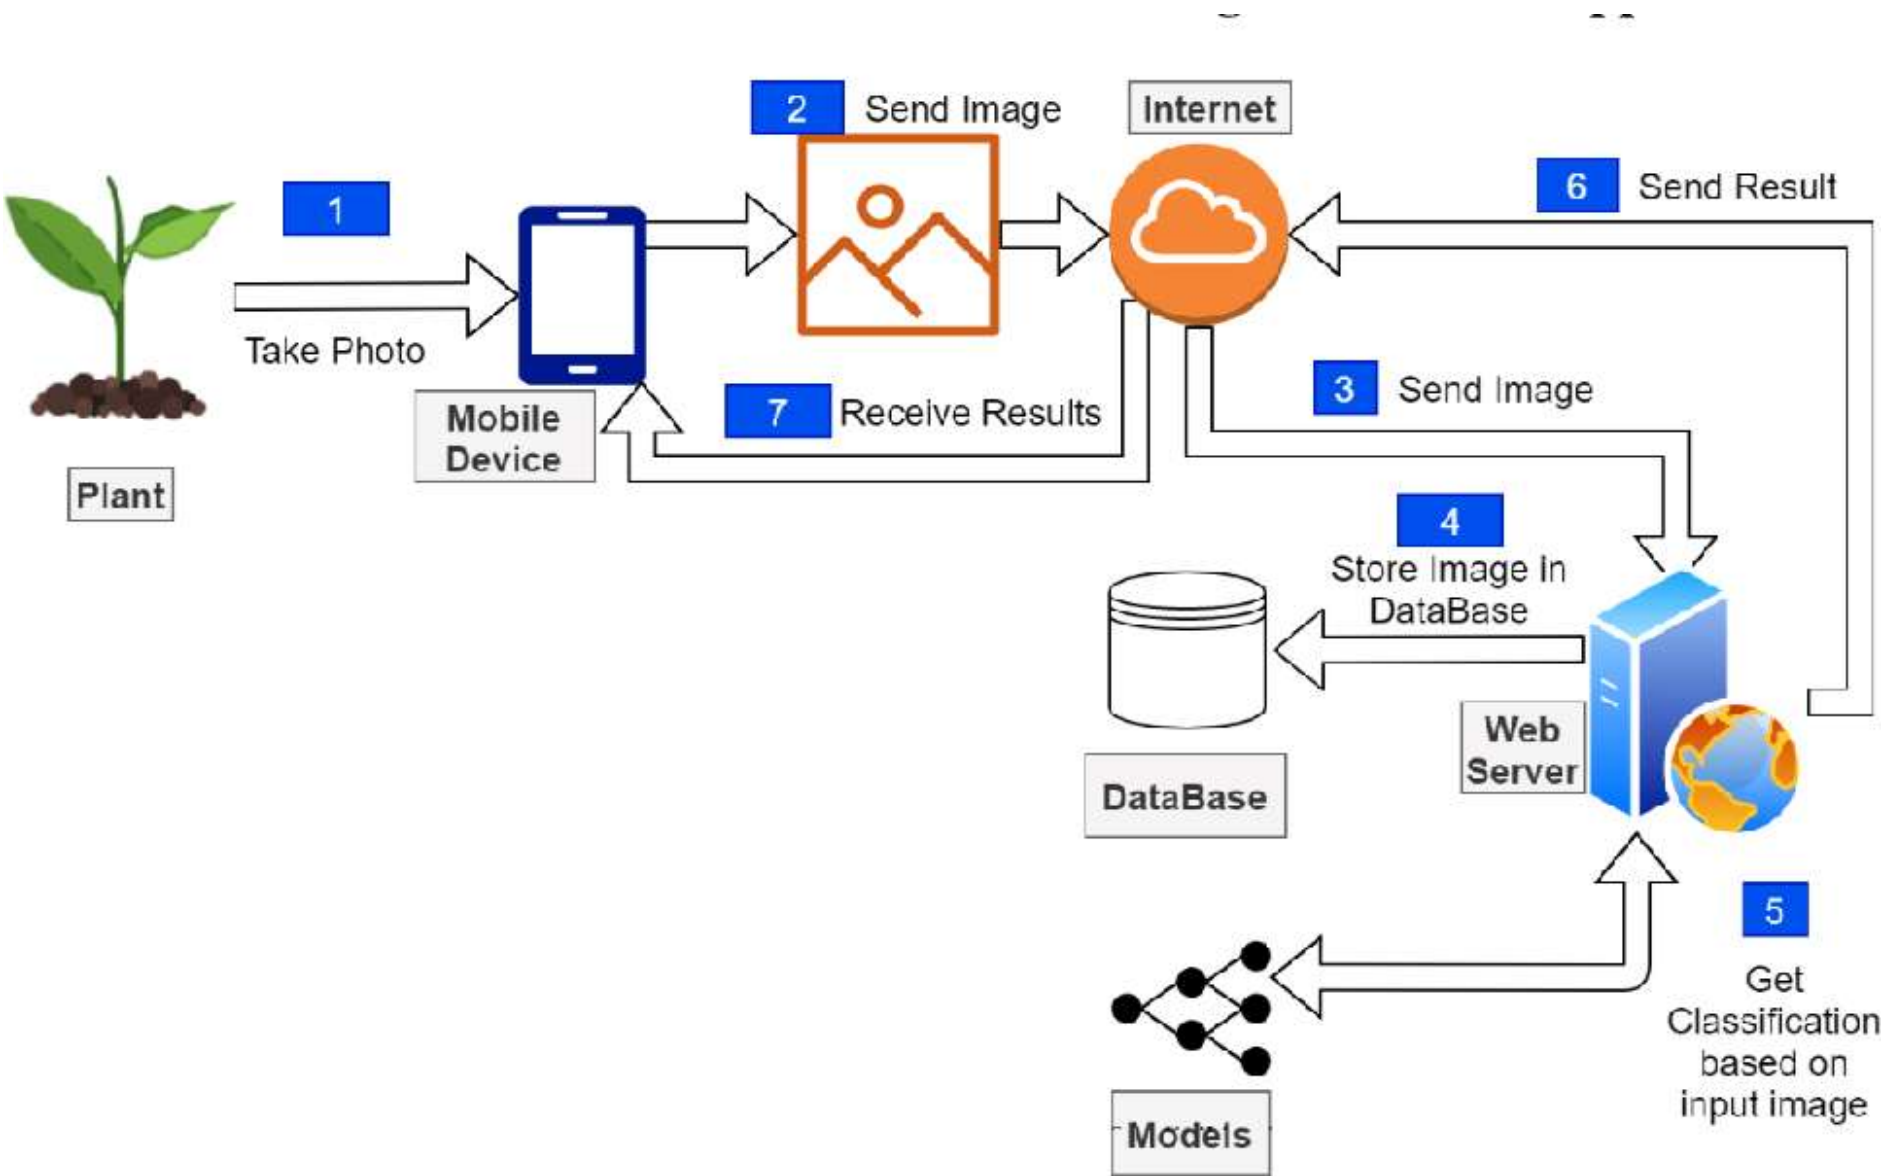 2 Send Image
Internet
1
6 Send Result
Take Photo
3 Send Image
Mobile
Device
7 Receive Results
Plant
4
Store Image in
DataBase
Web
Server
DataBase
5
Get
Classification
based on
input image
Models